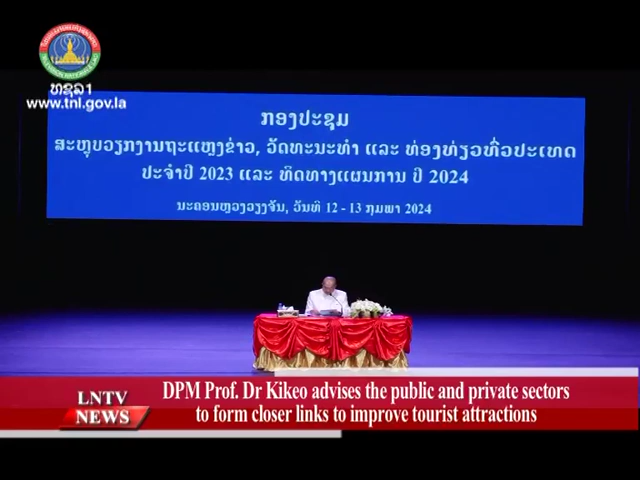 ທຊລ1
www.tnl.gov.la
ກອງປະຊຸມ
ສະຫຼຸບວຽກງານຖະແຫຼງຂ່າວ, ວັດທະນະທຳ ແລະ ທ່ອງທ່ຽວທົ່ວປະເທດ
ປະຈຳປີ 2023 ແລະ ທິດທາງແຜນການ ປີ 2024
ນະຄອນຫຼວງວຽງຈັນ, ວັນທີ 12 - 13 ກຸມພາ 2024
LNTV
NEWS
DPM Prof. Dr Kikeo advises the public and private sectors
to form closer links to improve tourist attractions